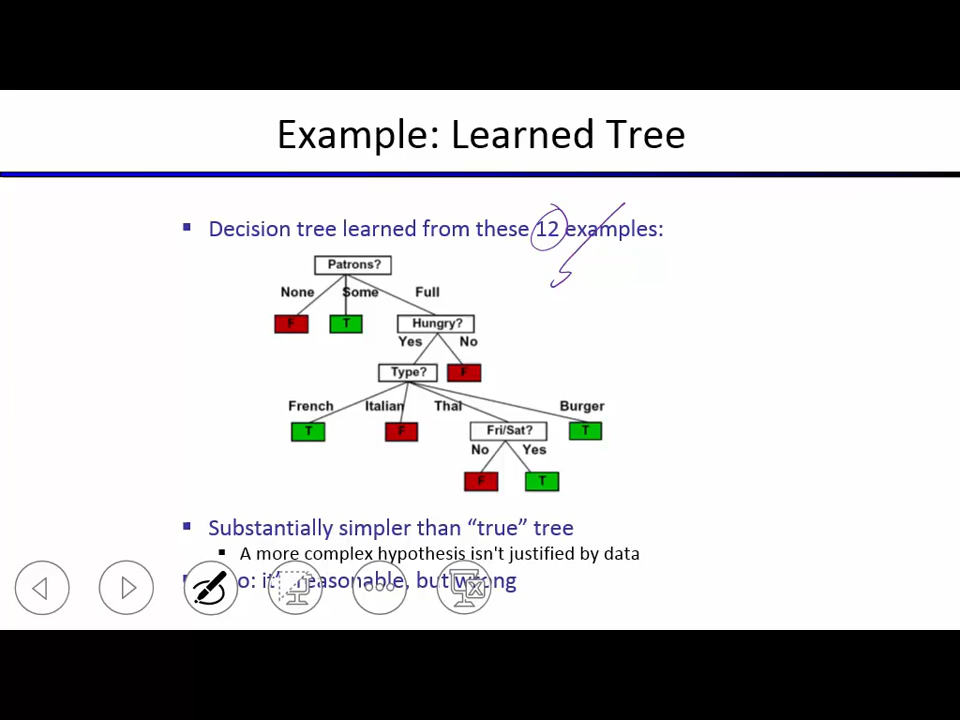 Example: Learned Tree
Decision tree learned from these 12 examples:
Patrons?
None Some Full
F T Hungry?
Yes No
Type? F
French Italian Thai Burger
T F Fri/Sat? T
No Yes
F T
Substantially simpler than “true” tree
A more complex hypothesis isn't justified by data
reasonable, but wrong